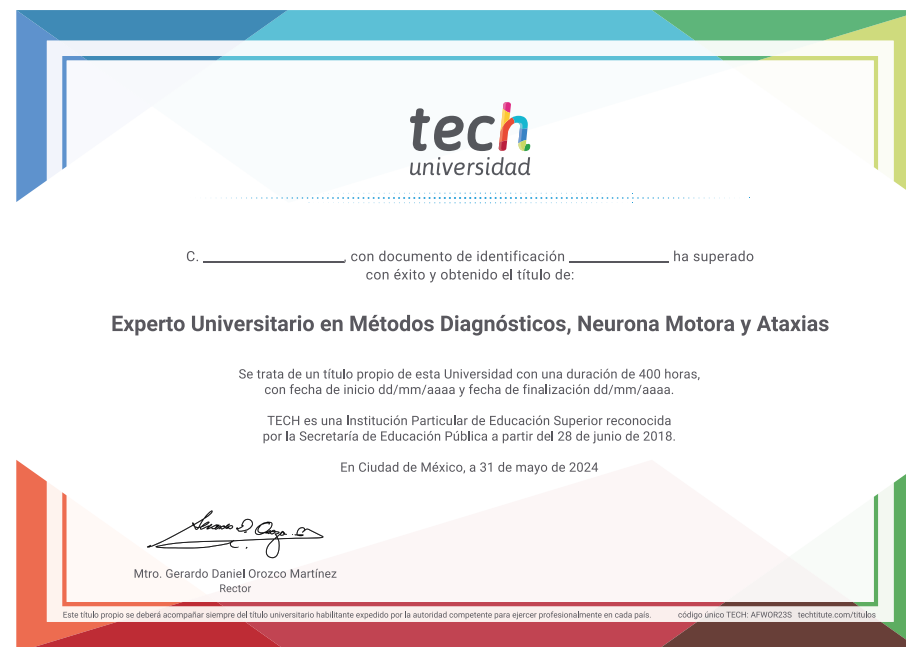 tech
universidad
C. ____________, con documento de identificación ____________ ha superado
con éxito y obtenido el título de:
Experto Universitario en Métodos Diagnósticos, Neurona Motora y Ataxias
Se trata de un título propio de esta Universidad con una duración de 400 horas,
con fecha de inicio dd/mm/aaaa y fecha de finalización dd/mm/aaaa.
TECH es una Institución Particular de Educación Superior reconocida
por la Secretaría de Educación Pública a partir del 28 de junio de 2018.
En Ciudad de México, a 31 de mayo de 2024
Mtro. Gerardo Daniel Orozco Martínez
Rector
Este título propio se deberá acompañar siempre del título universitario habilitante expedido por la autoridad competente para ejercer profesionalmente en cada país. código único TECH: AFWOR23S techtitute.com/titulos